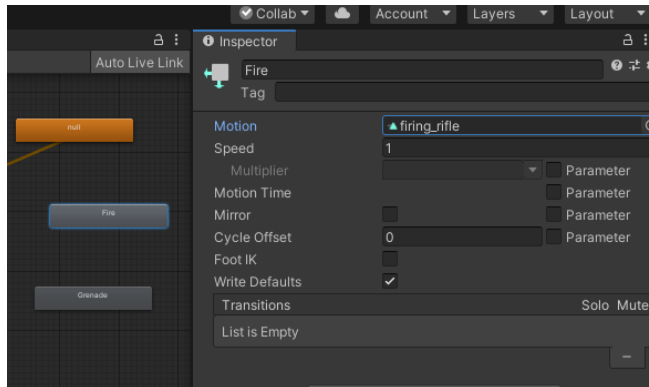 Collab Account Layers Layout
Inspector
Auto Live Link
Fire
Tag
null
Motion firing_rifle
Speed 1
Multiplier Parameter
Motion Time Parameter
Fire
Mirror Parameter
Cycle Offset 0 Parameter
Foot IK
Write Defaults
Grenade
Transitions Solo Mute
List is Empty